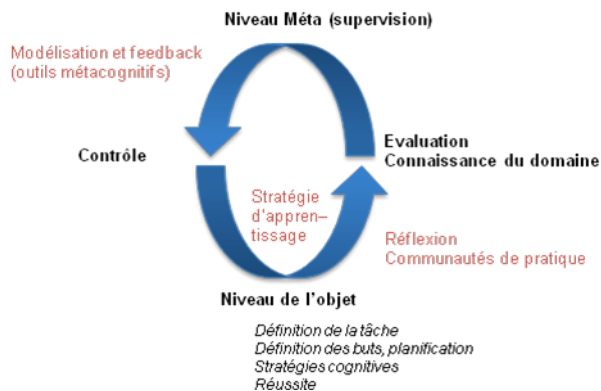 Niveau Méta (supervision)
Modélisation et feedback
(outils métacognitifs)
Contrôle
Evaluation
Connaissance du domaine
Stratégie
d'appren–
tissage
Réflexion
Communautés de pratique
Niveau de l'objet
Définition de la tâche
Définition des buts, planification
Stratégies cognitives
Réussite